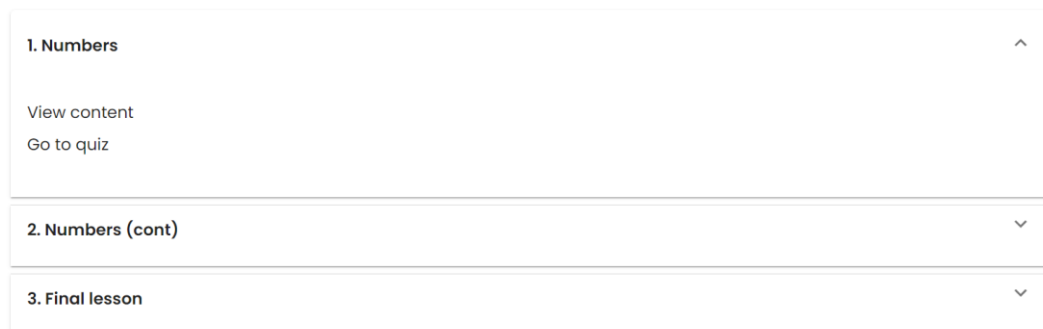 1. Numbers
View content
Go to quiz
2. Numbers (cont)
3. Final lesson